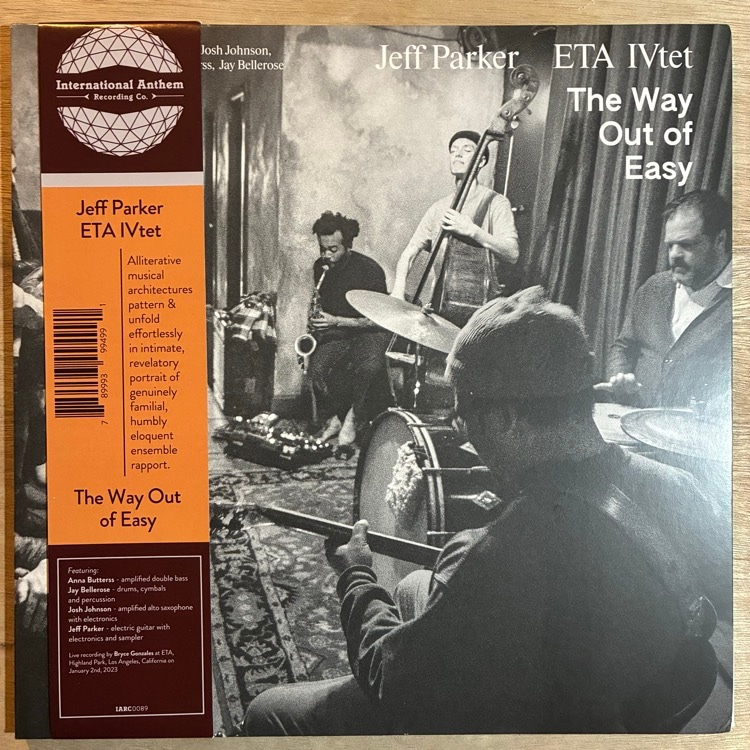 International Anthem
Recording Co.
Josh Johnson,
Jay Bellerose
Jeff Parker ETA IVtet
The Way
Out of
Easy
Jeff Parker
ETA IVtet
Alliterative
musical
architectures
pattern &
unfold
effortlessly
in intimate,
revelatory
portrait of
genuinely
familial,
humbly
eloquent
ensemble
rapport.
7 89993 99499 1
The Way Out
of Easy
Featuring:
Anna Butterss - amplified double bass
Jay Bellerose - drums, cymbals
and percussion
Josh Johnson - amplified alto saxophone
with electronics
Jeff Parker - electric guitar with
electronics and sampler
Live recording by Bryce Gonzales at ETA,
Highland Park, Los Angeles, California on
January 2nd, 2023
IARC0089